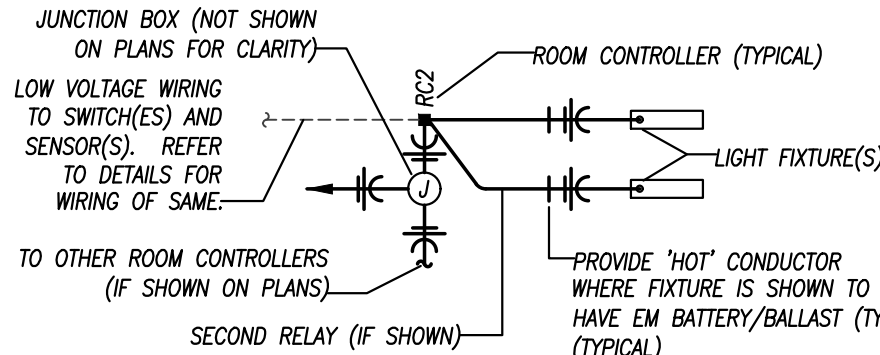 JUNCTION BOX (NOT SHOWN
ON PLANS FOR CLARITY)
ROOM CONTROLLER (TYPICAL)
RC2
LOW VOLTAGE WIRING
TO SWITCH(ES) AND
SENSOR(S). REFER
TO DETAILS FOR
WIRING OF SAME.
LIGHT FIXTURE(S)
J
TO OTHER ROOM CONTROLLERS
(IF SHOWN ON PLANS)
SECOND RELAY (IF SHOWN)
PROVIDE 'HOT' CONDUCTOR
WHERE FIXTURE IS SHOWN TO
HAVE EM BATTERY/BALLAST (TY
(TYPICAL)